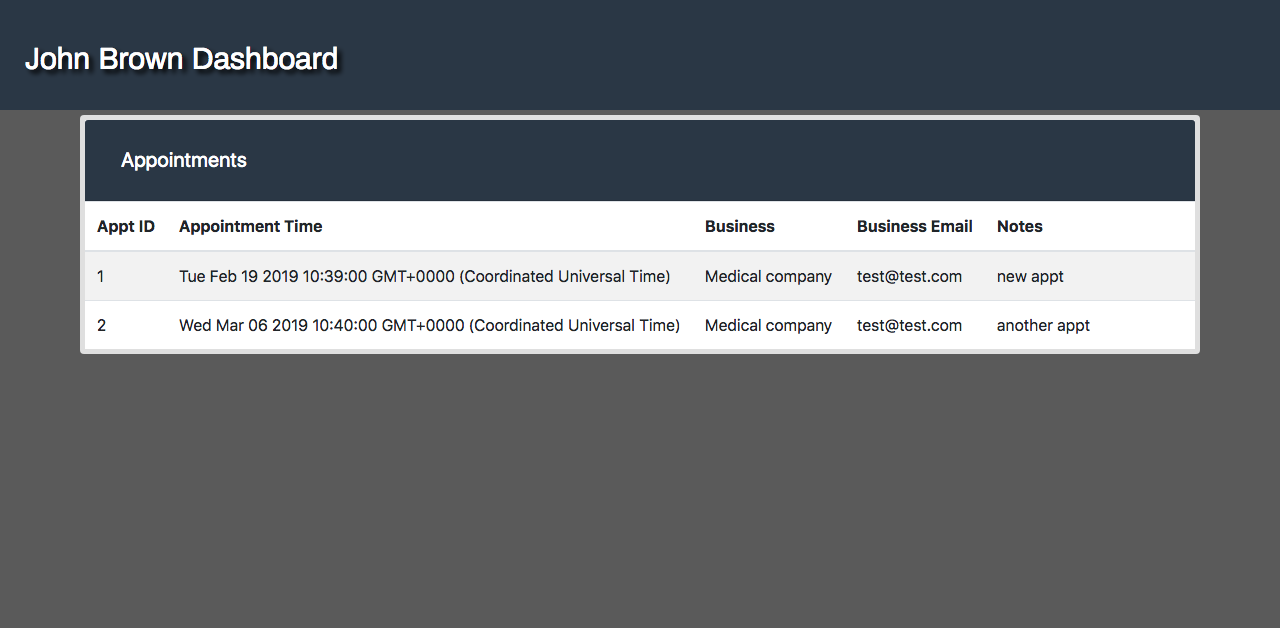 John Brown Dashboard
Appointments
Appt ID Appointment Time Business Business Email Notes
1 Tue Feb 19 2019 10:39:00 GMT+0000 (Coordinated Universal Time) Medical company test@test.com new appt
2 Wed Mar 06 2019 10:40:00 GMT+0000 (Coordinated Universal Time) Medical company test@test.com another appt